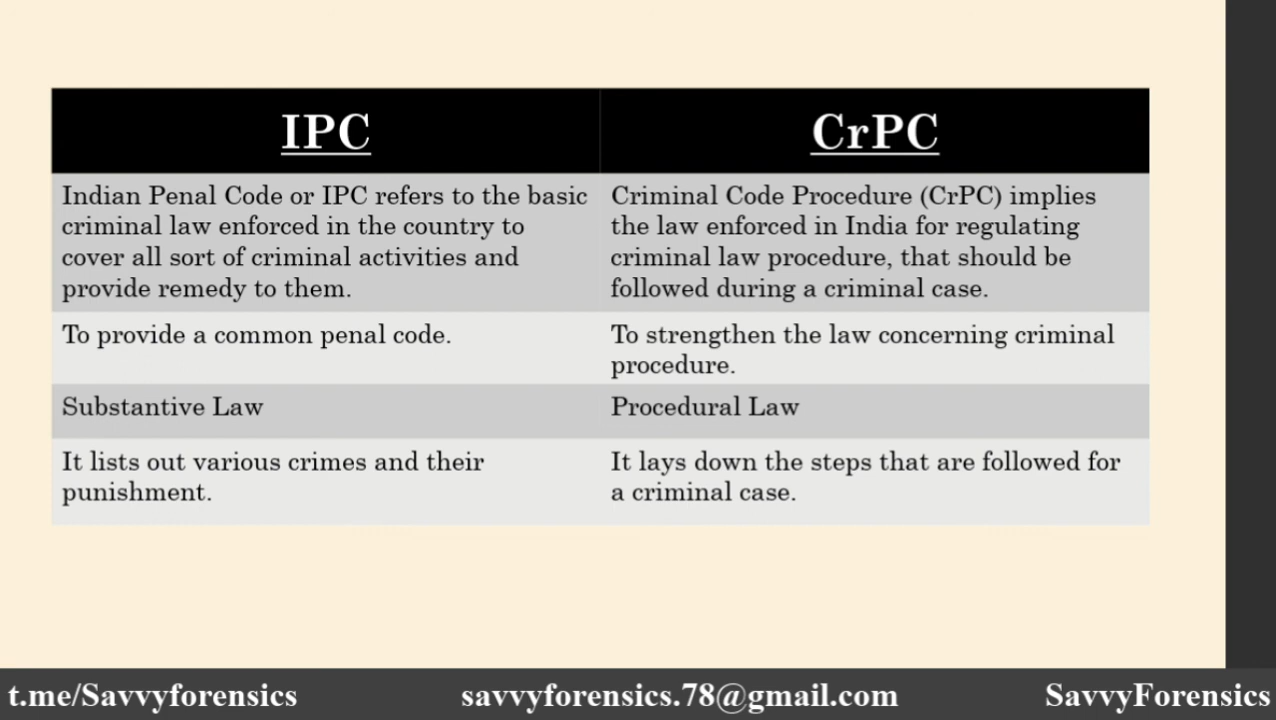 IPC
CrPC
Indian Penal Code or IPC refers to the basic
criminal law enforced in the country to
cover all sort of criminal activities and
provide remedy to them.
Criminal Code Procedure (CrPC) implies
the law enforced in India for regulating
criminal law procedure, that should be
followed during a criminal case.
To provide a common penal code.
To strengthen the law concerning criminal
procedure.
Substantive Law
Procedural Law
It lists out various crimes and their
punishment.
It lays down the steps that are followed for
a criminal case.
t.me/Savvyforensics
savvyforensics.78@gmail.com
SavvyForensics